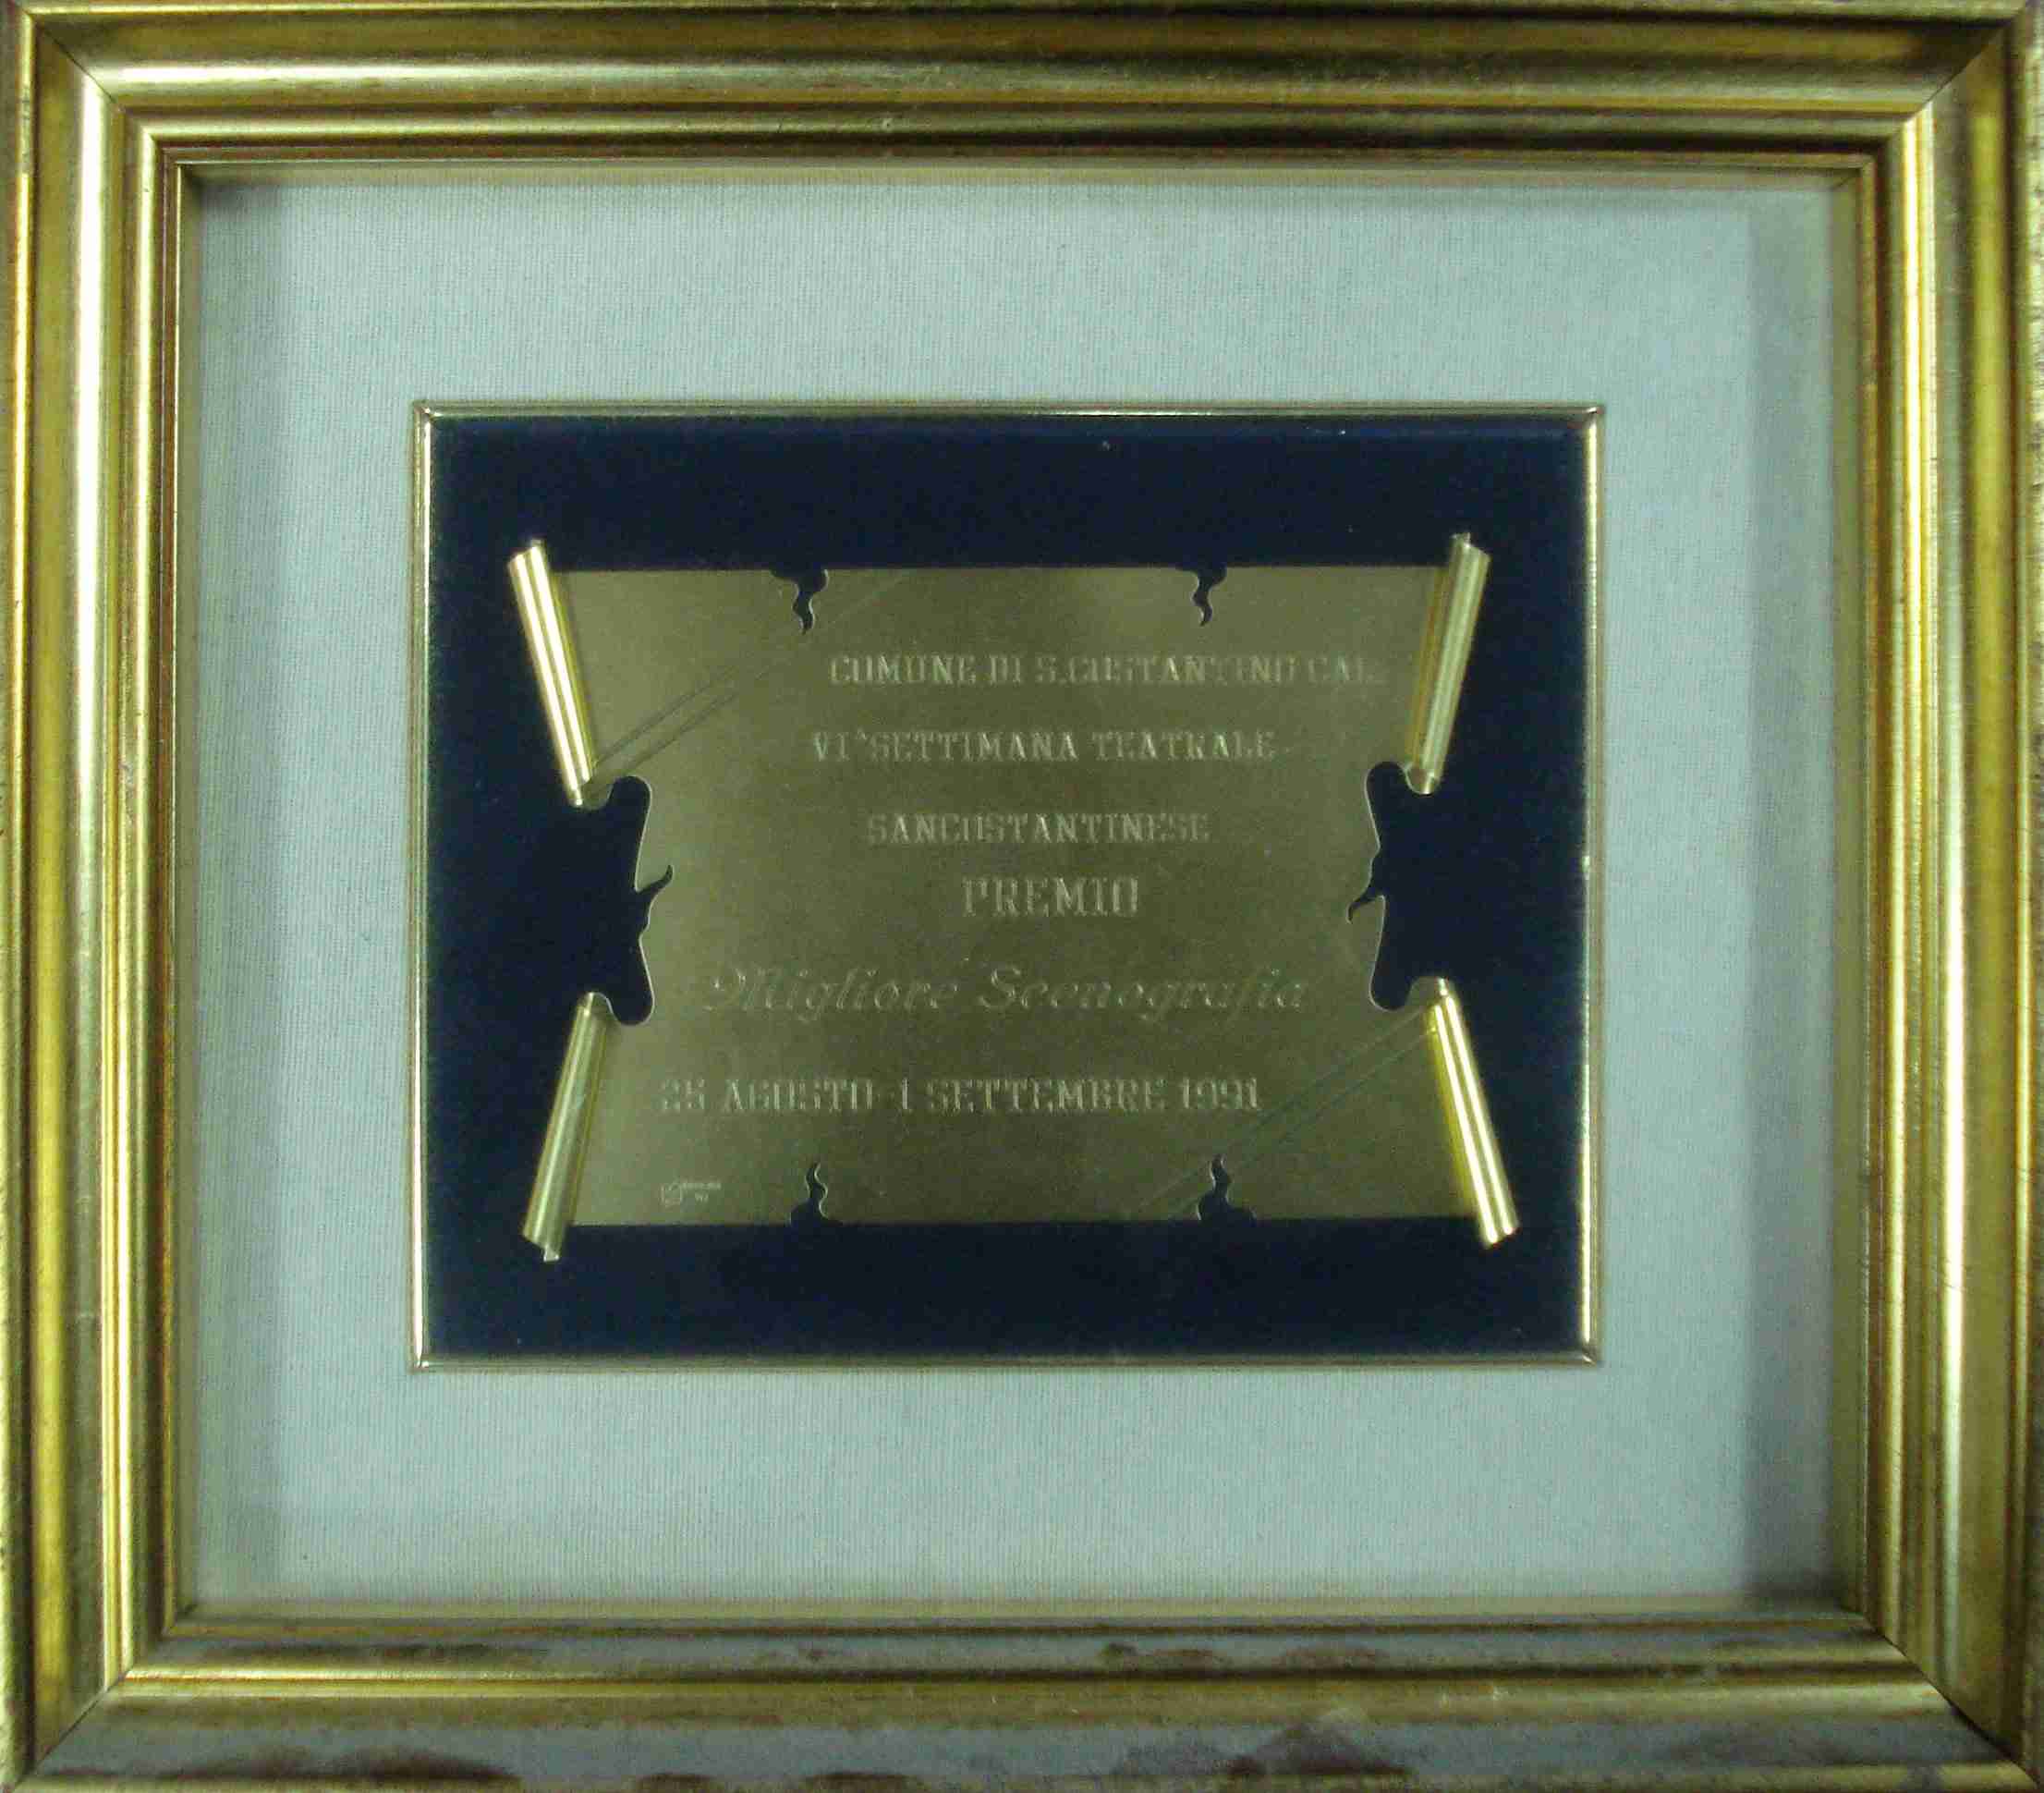 COMUNE DI S.COSTANTINO CAL.
VI^SETTIMANA TEATRALE
SANCOSTANTINESE
PREMIO
Migliore Scenografia
25 AGOSTO-1 SETTEMBRE 1991